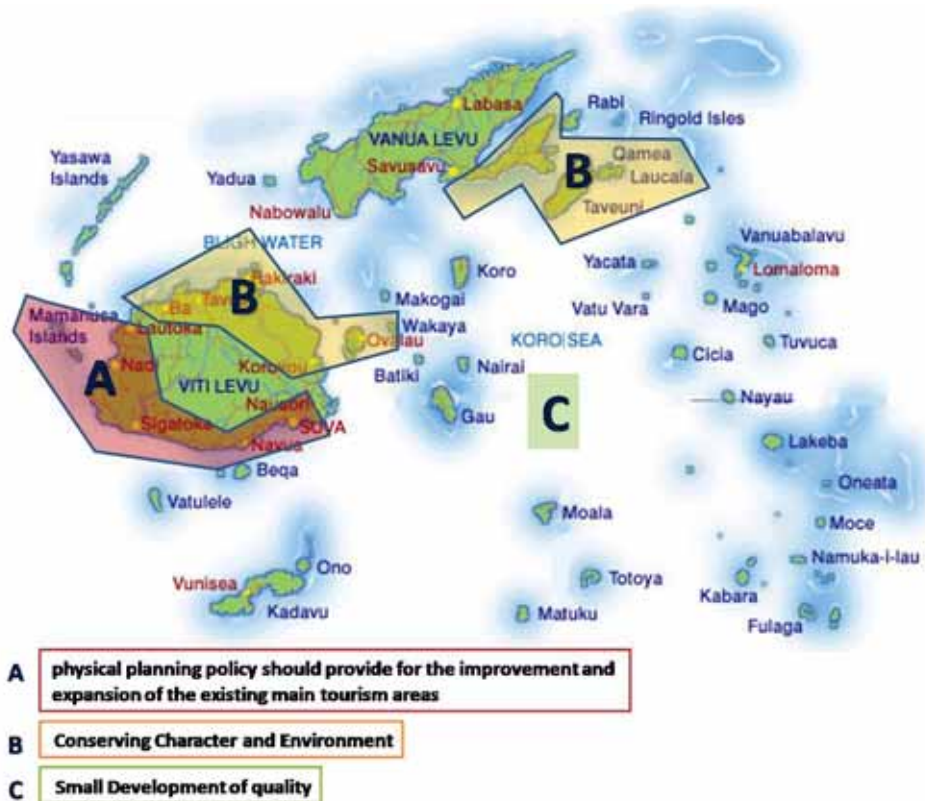 Labasa
Rabi
Ringold Isles
VANUA LEVU
Yasawa
Islands
Savusavu
B
Qamea
Laucala
Yadua
Taveuni
Nabowalu
BLIGH WATER
Vanuabalavu
Koro
Yacata
Lomaloma
Makogai
B
Vatu Vara
Mago
Ba
Mamanuca
Islands
Lautoka
Wakaya
Ovalau
KORO SEA
Tuvuca
A
Nadi
Korovou
Batiki
Nairai
Cicia
VITI LEVU
C
Nayau
Nausori
Gau
Sigatoka
SUVA
Lakeba
Navua
Beqa
Oneata
Vatulele
Moala
Moce
Namuka-i-lau
Ono
Vunisea
Totoya
Kabara
Kadavu
Matuku
Fulaga
A physical planning policy should provide for the improvement and
expansion of the existing main tourism areas
B Conserving Character and Environment
C Small Development of quality